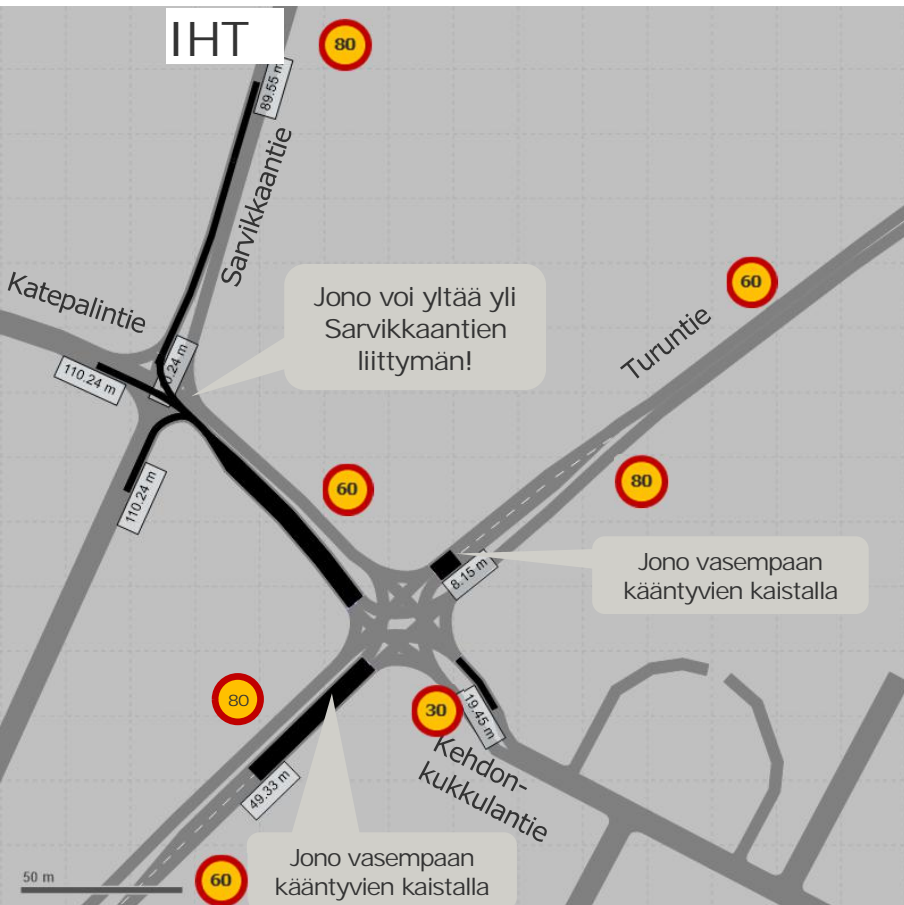 IHT
80
89.55 m
Sarvikkaantie
Katepalintie
Jono voi yltää yli
Sarvikkaantien
liittymän!
60
Turuntie
110.24 m
0.24 m
110.24 m
60
80
Jono vasempaan
kääntyvien kaistalla
8.15 m
80
30
19.45 m
Kehdon-
kukkulantie
49.33 m
Jono vasempaan
kääntyvien kaistalla
50 m
60